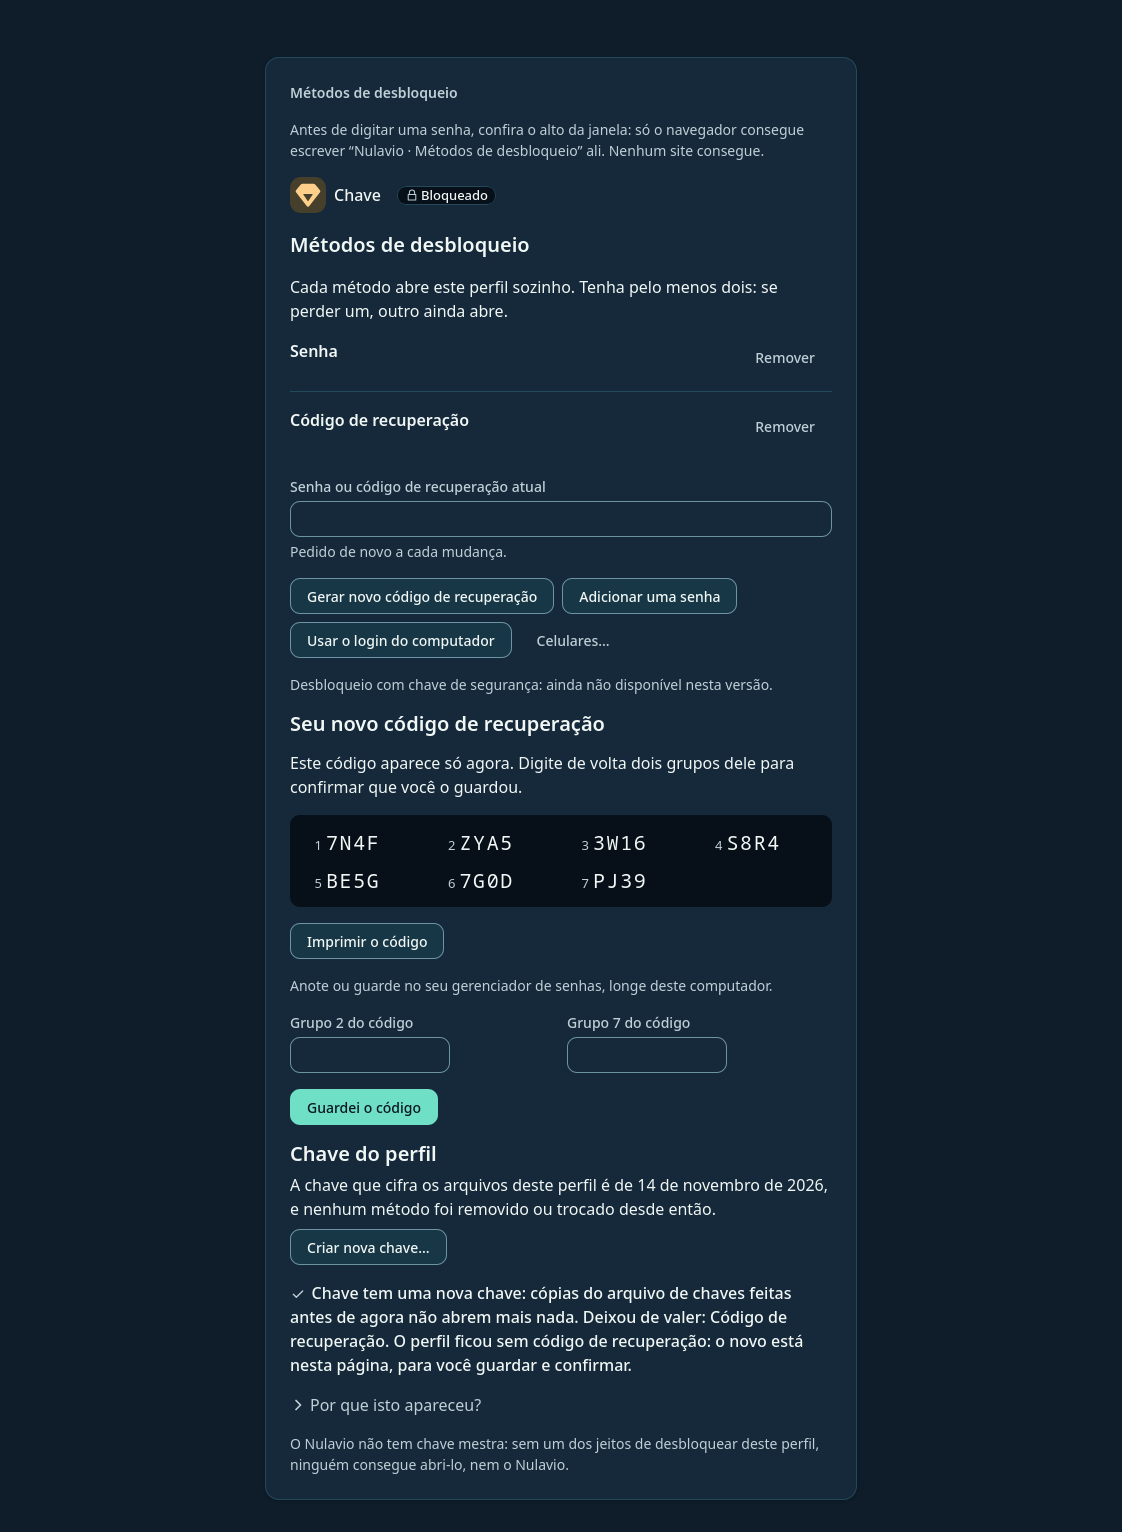 Métodos de desbloqueio
Antes de digitar uma senha, confira o alto da janela: só o navegador consegue
escrever “Nulavio · Métodos de desbloqueio” ali. Nenhum site consegue.
Chave Bloqueado
Métodos de desbloqueio
Cada método abre este perfil sozinho. Tenha pelo menos dois: se
perder um, outro ainda abre.
Senha Remover
Código de recuperação Remover
Senha ou código de recuperação atual
Pedido de novo a cada mudança.
Gerar novo código de recuperação Adicionar uma senha
Usar o login do computador Celulares…
Desbloqueio com chave de segurança: ainda não disponível nesta versão.
Seu novo código de recuperação
Este código aparece só agora. Digite de volta dois grupos dele para
confirmar que você o guardou.
1 7N4F 2 ZYA5 3 3W16 4 S8R4
5 BE5G 6 7G0D 7 PJ39
Imprimir o código
Anote ou guarde no seu gerenciador de senhas, longe deste computador.
Grupo 2 do código Grupo 7 do código
Guardei o código
Chave do perfil
A chave que cifra os arquivos deste perfil é de 14 de novembro de 2026,
e nenhum método foi removido ou trocado desde então.
Criar nova chave…
Chave tem uma nova chave: cópias do arquivo de chaves feitas
antes de agora não abrem mais nada. Deixou de valer: Código de
recuperação. O perfil ficou sem código de recuperação: o novo está
nesta página, para você guardar e confirmar.
Por que isto apareceu?
O Nulavio não tem chave mestra: sem um dos jeitos de desbloquear deste perfil,
ninguém consegue abri-lo, nem o Nulavio.